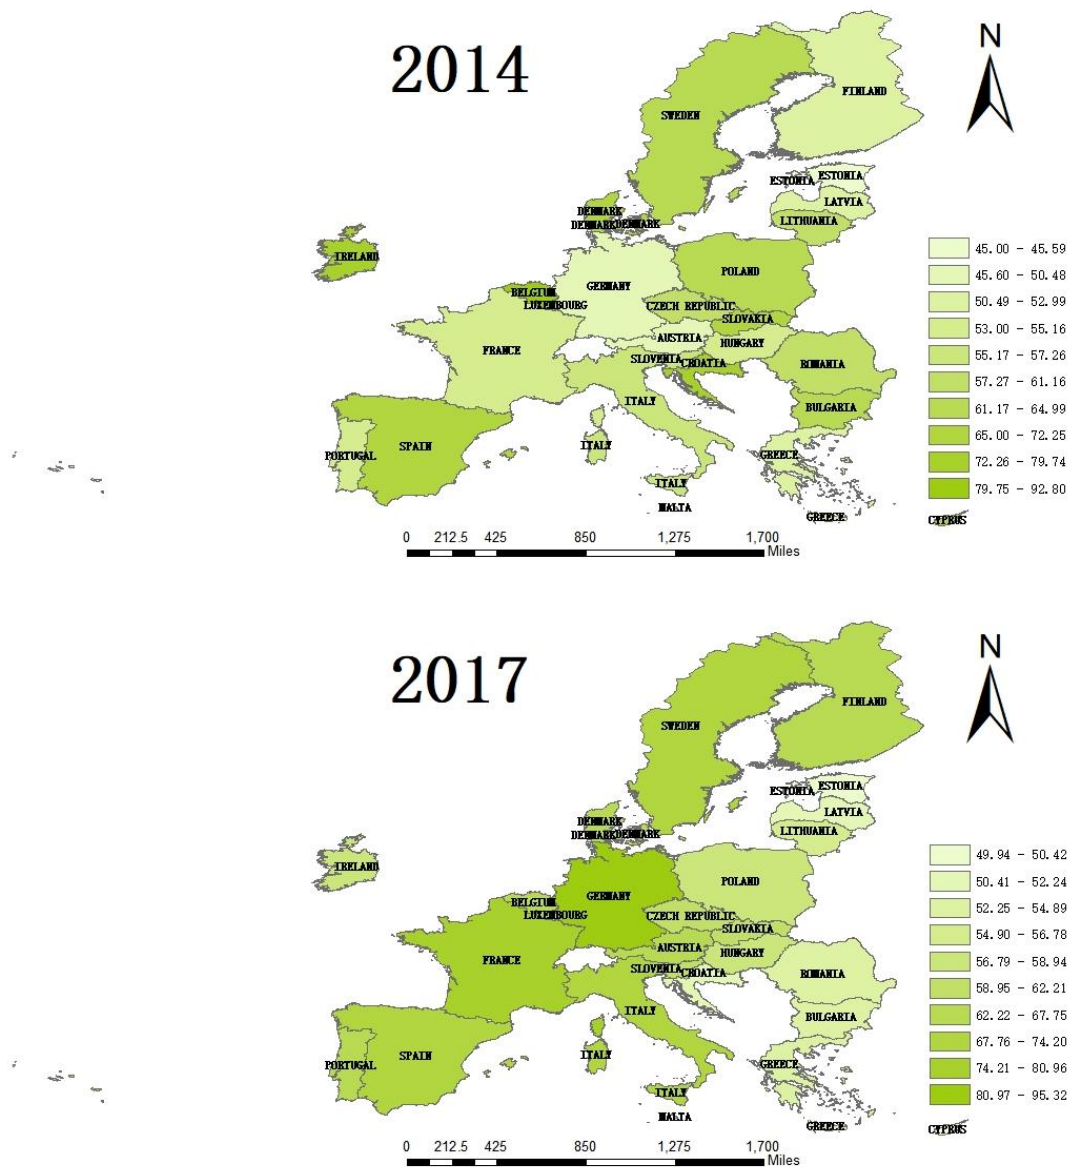 2014
N
FINLAND
SWEDEN
ESTONIA
ESTONIA
LATVIA
DENMARK
LITHUANIA
DENMARK
DENMARK
IRELAND
45.00 - 45.59
POLAND
45.60 - 50.48
GERMANY
BELGIUM
50.49 - 52.99
LUXENBOURG
CZECH REPUBLIC
SLOVAKIA
53.00 - 55.16
AUSTRIA
HUNGARY
FRANCE
55.17 - 57.26
SLOVENIA
CROATIA
ROMANIA
57.27 - 61.16
ITALY
BULGARIA
61.17 - 64.99
SPAIN
ITALY
65.00 - 72.25
PORTUGAL
GREECE
72.26 - 79.74
ITALY
79.75 - 92.80
MALTA
GREECE
CYPRUS
0 212.5 425 850 1,275 1,700
Miles
2017
N
FINLAND
SWEDEN
ESTONIA
ESTONIA
LATVIA
DENMARK
LITHUANIA
DENMARK
DENMARK
49.94 - 50.42
IRELAND
POLAND
50.41 - 52.24
GERMANY
BELGIUM
52.25 - 54.89
LUXENBOURG
CZECH REPUBLIC
SLOVAKIA
54.90 - 56.78
AUSTRIA
HUNGARY
FRANCE
56.79 - 58.94
SLOVENIA
CROATIA
ROMANIA
58.95 - 62.21
ITALY
BULGARIA
62.22 - 67.75
SPAIN
ITALY
67.76 - 74.20
PORTUGAL
GREECE
74.21 - 80.96
ITALY
80.97 - 95.32
MALTA
GREECE
CYPRUS
0 212.5 425 850 1,275 1,700
Miles